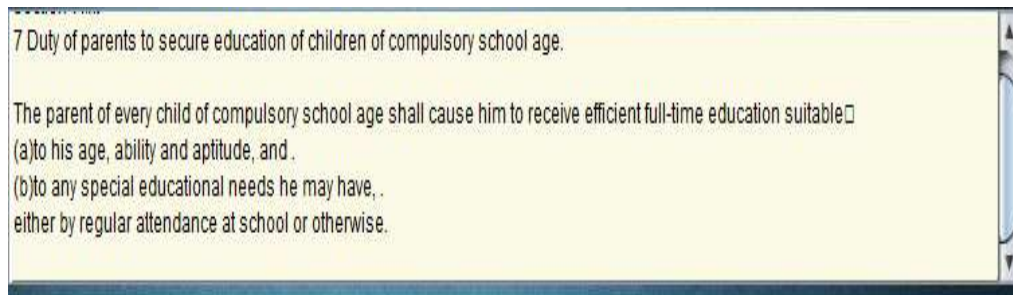 7 Duty of parents to secure education of children of compulsory school age.
The parent of every child of compulsory school age shall cause him to receive efficient full-time education suitable□
(a)to his age, ability and aptitude, and .
(b)to any special educational needs he may have, .
either by regular attendance at school or otherwise.